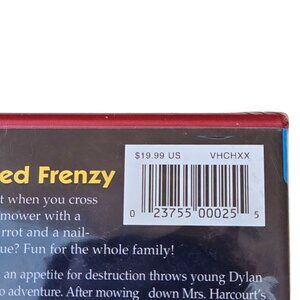 $19.99 US VHCHXX
0 23755 00025 5
ed Frenzy
t when you cross
mower with a
rrot and a nail-
ue? Fun for the whole family!
an appetite for destruction throws young Dylan
o adventure. After mowing down Mrs. Harcourt's